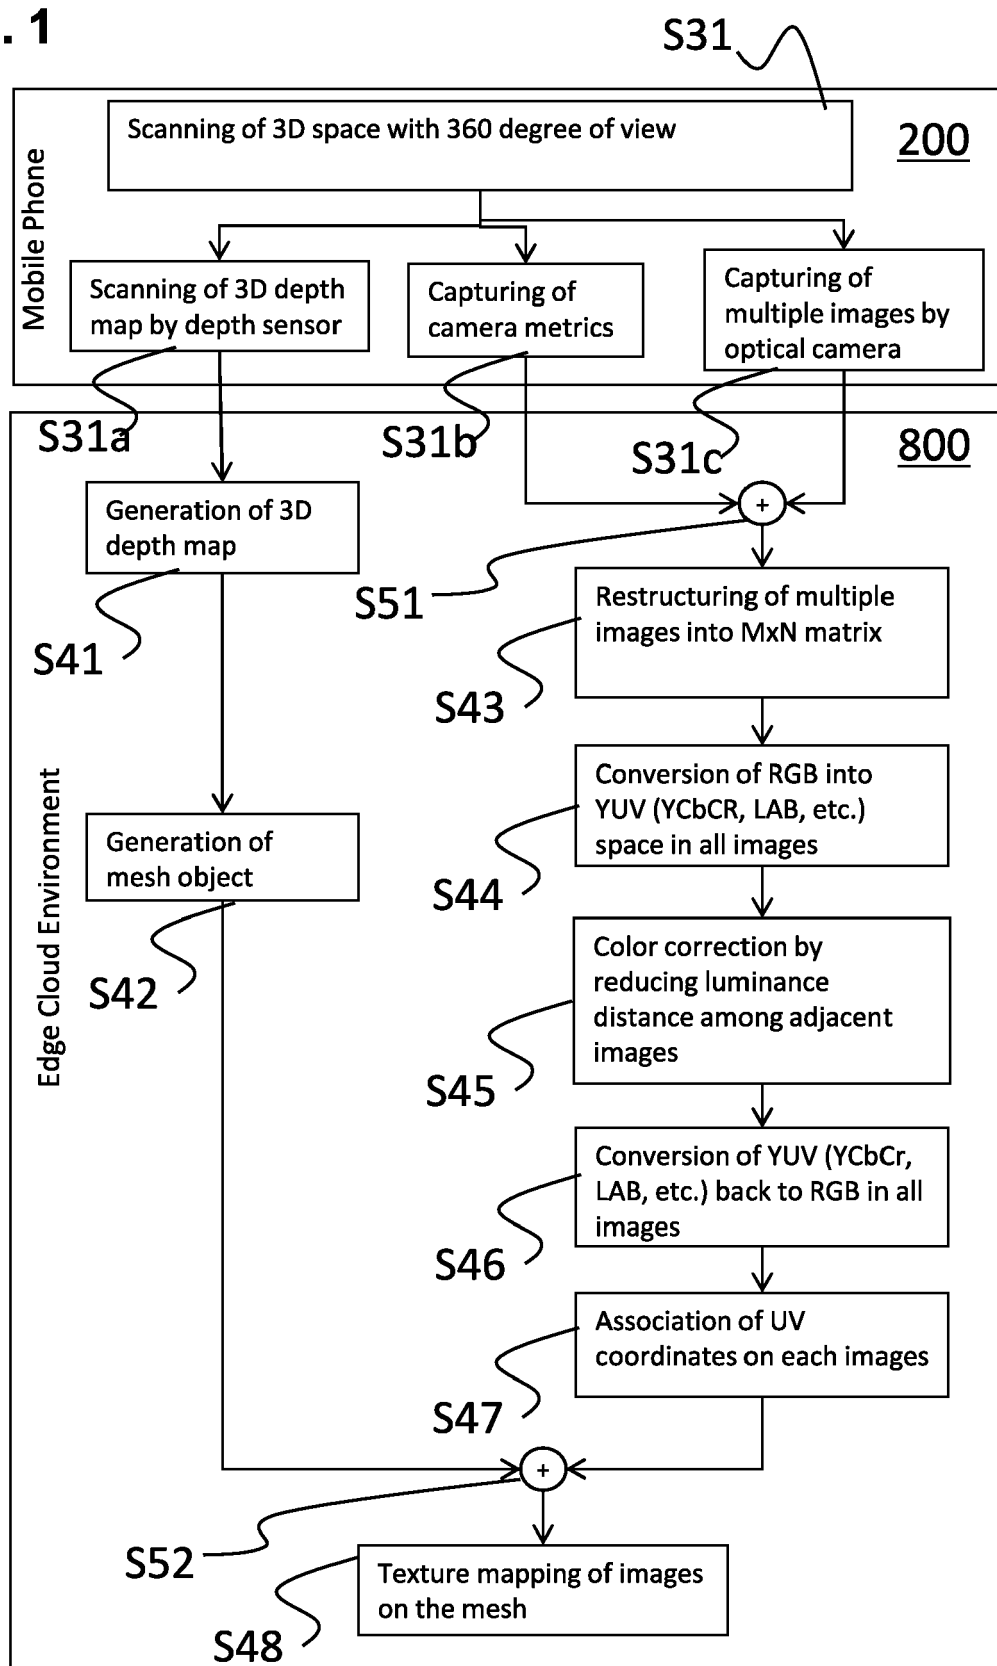 . 1
S31
Scanning of 3D space with 360 degree of view
200
Mobile Phone
Scanning of 3D depth
map by depth sensor
Capturing of
camera metrics
Capturing of
multiple images by
optical camera
S31a
S31b
S31c
800
Edge Cloud Environment
Generation of 3D
depth map
+
S51
S41
Restructuring of multiple
images into MxN matrix
S43
Conversion of RGB into
YUV (YCbCR, LAB, etc.)
space in all images
S44
Generation of
mesh object
S42
Color correction by
reducing luminance
distance among adjacent
images
S45
Conversion of YUV (YCbCr,
LAB, etc.) back to RGB in all
images
S46
Association of UV
coordinates on each images
S47
+
S52
Texture mapping of images
on the mesh
S48